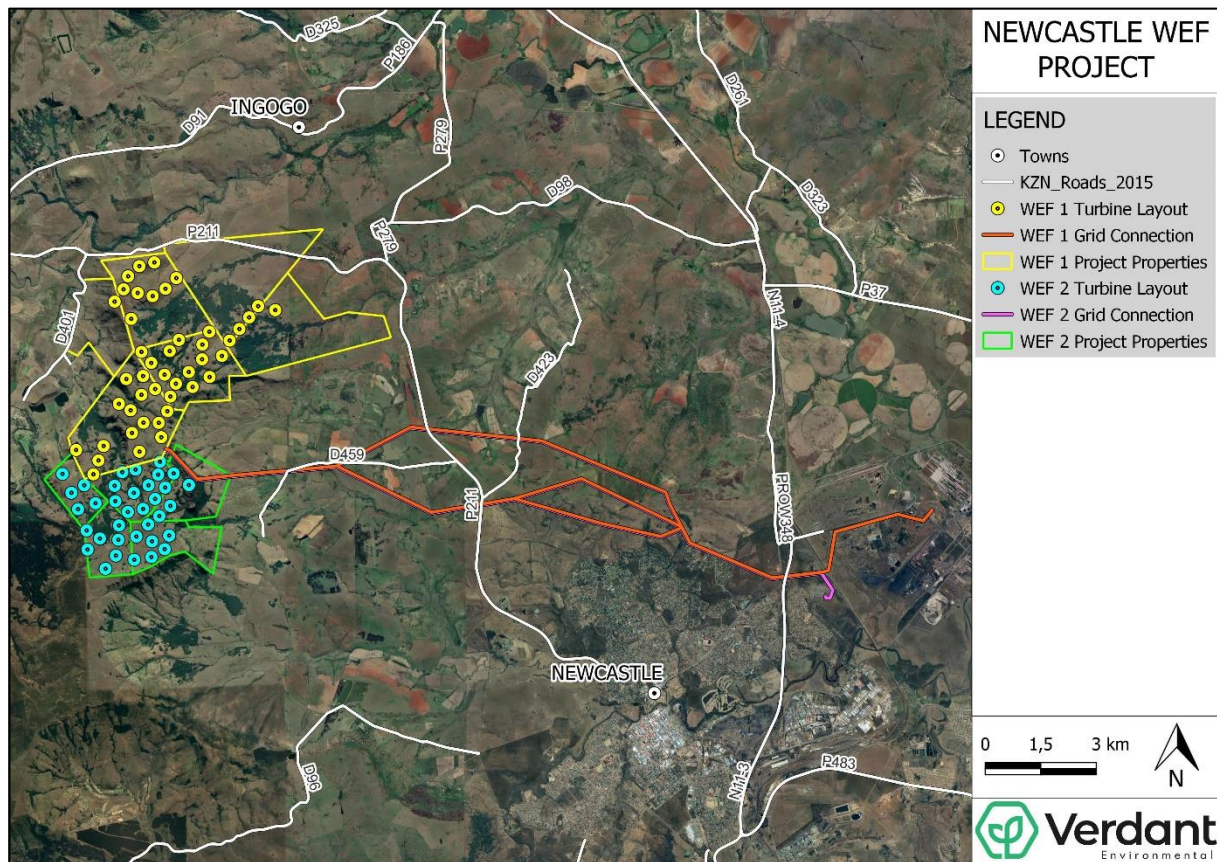 NEWCASTLE WEF
PROJECT
LEGEND
Towns
KZN_Roads_2015
WEF 1 Turbine Layout
WEF 1 Grid Connection
WEF 1 Project Properties
WEF 2 Turbine Layout
WEF 2 Grid Connection
WEF 2 Project Properties
D325
P186
D261
INGOGO
D91
P279
D98
D323
P211
P279
N11-4
P37
D401
D423
D459
P211
PROW348
NEWCASTLE
D96
N11-3
P483
0 1,5 3 km
N
Verdant
Environmental